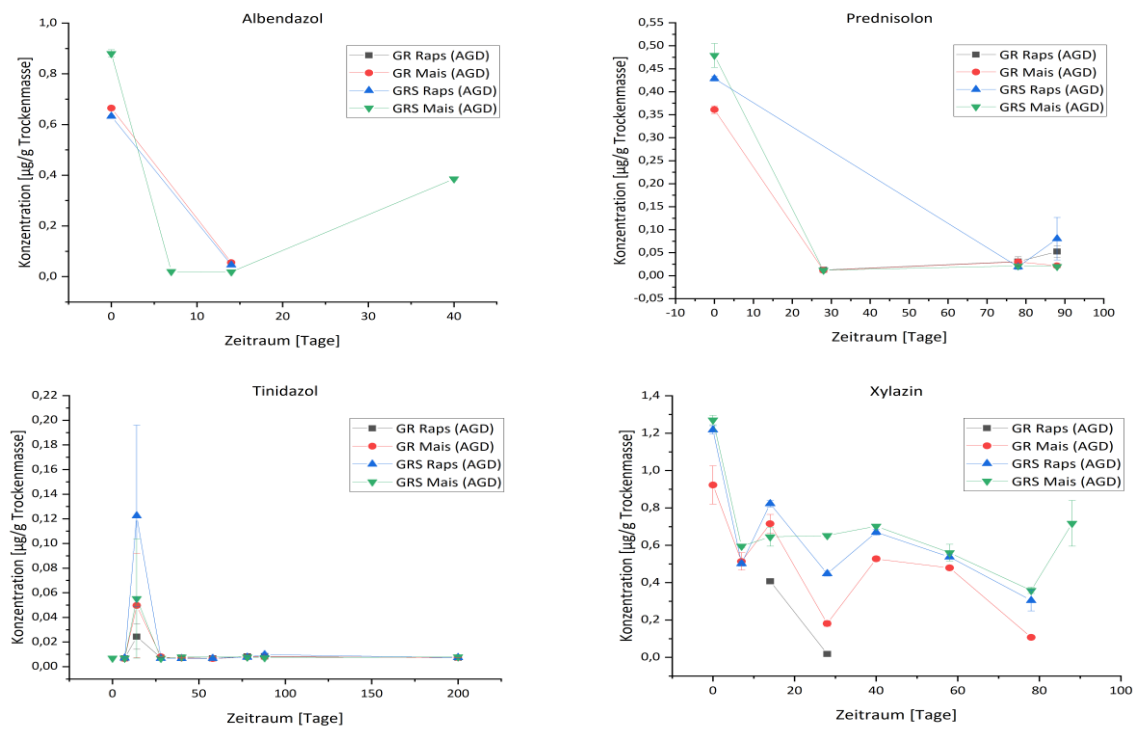 Albendazol
1,0
0,8
0,6
0,4
0,2
0,0
Konzentration [µg/g Trockenmasse]
GR Raps (AGD)
GR Mais (AGD)
GRS Raps (AGD)
GRS Mais (AGD)
0 10 20 30 40
Zeitraum [Tage]
Prednisolon
0,55
0,50
0,45
0,40
0,35
0,30
0,25
0,20
0,15
0,10
0,05
0,00
-0,05
Konzentration [µg/g Trockenmasse]
GR Raps (AGD)
GR Mais (AGD)
GRS Raps (AGD)
GRS Mais (AGD)
-10 0 10 20 30 40 50 60 70 80 90 100
Zeitraum [Tage]
Tinidazol
0,22
0,20
0,18
0,16
0,14
0,12
0,10
0,08
0,06
0,04
0,02
0,00
Konzentration [µg/g Trockenmasse]
GR Raps (AGD)
GR Mais (AGD)
GRS Raps (AGD)
GRS Mais (AGD)
0 50 100 150 200
Zeitraum [Tage]
Xylazin
1,4
1,2
1,0
0,8
0,6
0,4
0,2
0,0
Konzentration [µg/g Trockenmasse]
GR Raps (AGD)
GR Mais (AGD)
GRS Raps (AGD)
GRS Mais (AGD)
0 20 40 60 80 100
Zeitraum [Tage]